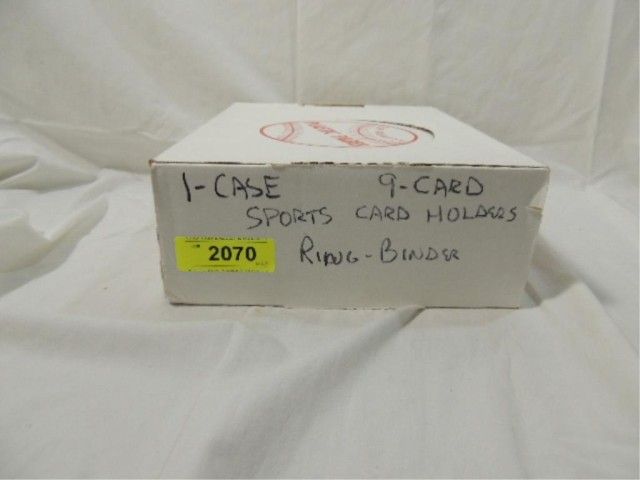 1-CASE 9-CARD
SPORTS CARD HOLDERS
2070 RING-BINDER